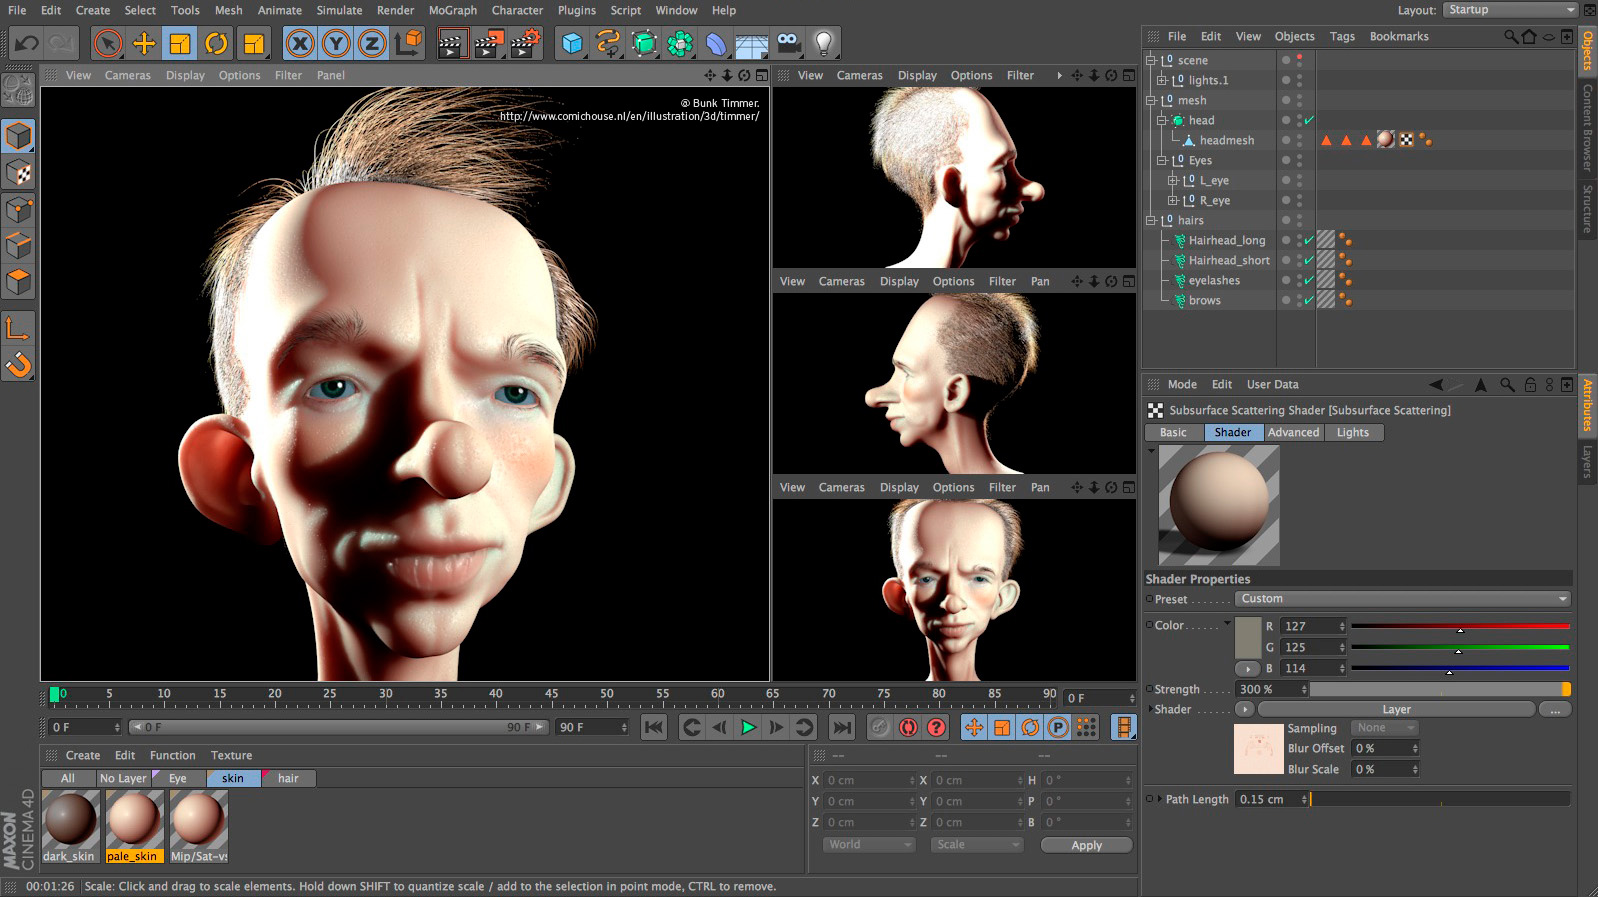 File Edit Create Select Tools Mesh Animate Simulate Render MoGraph Character Plugins Script Window Help
Layout: Startup
View Cameras Display Options Filter Panel
@ Bunk Timmer.
http://www.comichouse.nl/en/illustration/3d/timmer/
View Cameras Display Options Filter
View Cameras Display Options Filter Pan
View Cameras Display Options Filter Pan
File Edit View Objects Tags Bookmarks
scene
lights.1
mesh
head
headmesh
Eyes
L_eye
R_eye
hairs
Hairhead_long
Hairhead_short
eyelashes
brows
Objects
Content Browser
Structure
Mode Edit User Data
Subsurface Scattering Shader [Subsurface Scattering]
Basic Shader Advanced Lights
Attributes
Layers
Shader Properties
Preset Custom
Color R 127
G 125
B 114
Strength 300 %
Shader Layer ...
Sampling None
Blur Offset 0 %
Blur Scale 0 %
Path Length 0.15 cm
0 5 10 15 20 25 30 35 40 45 50 55 60 65 70 75 80 85 90 0 F
0 F 0 F 90 F 90 F
Create Edit Function Texture
All No Layer Eye skin hair
dark_skin pale_skin Mip/Sat-vs
-- -- --
X 0 cm X 0 cm H 0 °
Y 0 cm Y 0 cm P 0 °
Z 0 cm Z 0 cm B 0 °
World Scale Apply
MAXON
CINEMA 4D
00:01:26 Scale: Click and drag to scale elements. Hold down SHIFT to quantize scale / add to the selection in point mode, CTRL to remove.